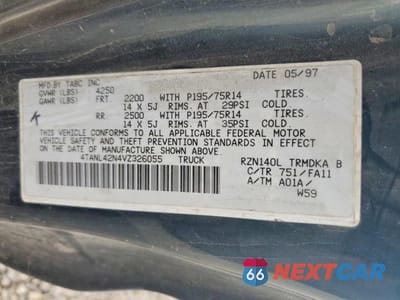 MFD BY TABC INC DATE 05/97
GVWR (LBS) 4250
GAWR (LBS) FRT. 2200 WITH P195/75R14 TIRES.
14 X 5J RIMS. AT 29PSI COLD.
RR. 2500 WITH P195/75R14 TIRES.
14 X 5J RIMS. AT 35PSI COLD.
THIS VEHICLE CONFORMS TO ALL APPLICABLE FEDERAL MOTOR
VEHICLE SAFETY AND BUMPER STANDARDS IN EFFECT ON THE
DATE OF MANUFACTURE SHOWN ABOVE.
4TANL42N4VZ326055 TRUCK RZN140L TRMDKA B
C/TR 751/FA11
A/TM A01A/
W59
66 NEXTCAR